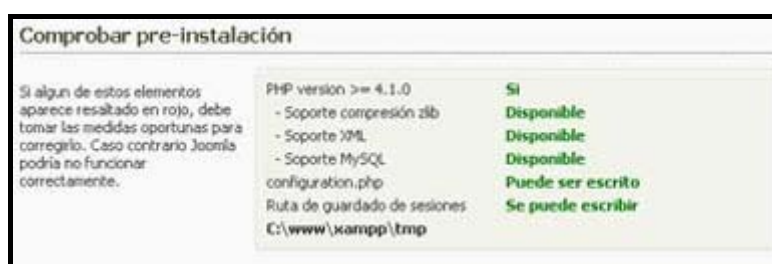 Comprobar pre-instalación
Si algun de estos elementos
aparece resaltado en rojo, debe
tomar las medidas oportunas para
corregirlo. Caso contrario Joomla
podría no funcionar
correctamente.
PHP version >= 4.1.0 Si
- Soporte compresión zlib Disponible
- Soporte XML Disponible
- Soporte MySQL Disponible
configuration.php Puede ser escrito
Ruta de guardado de sesiones Se puede escribir
C:\www\xampp\tmp